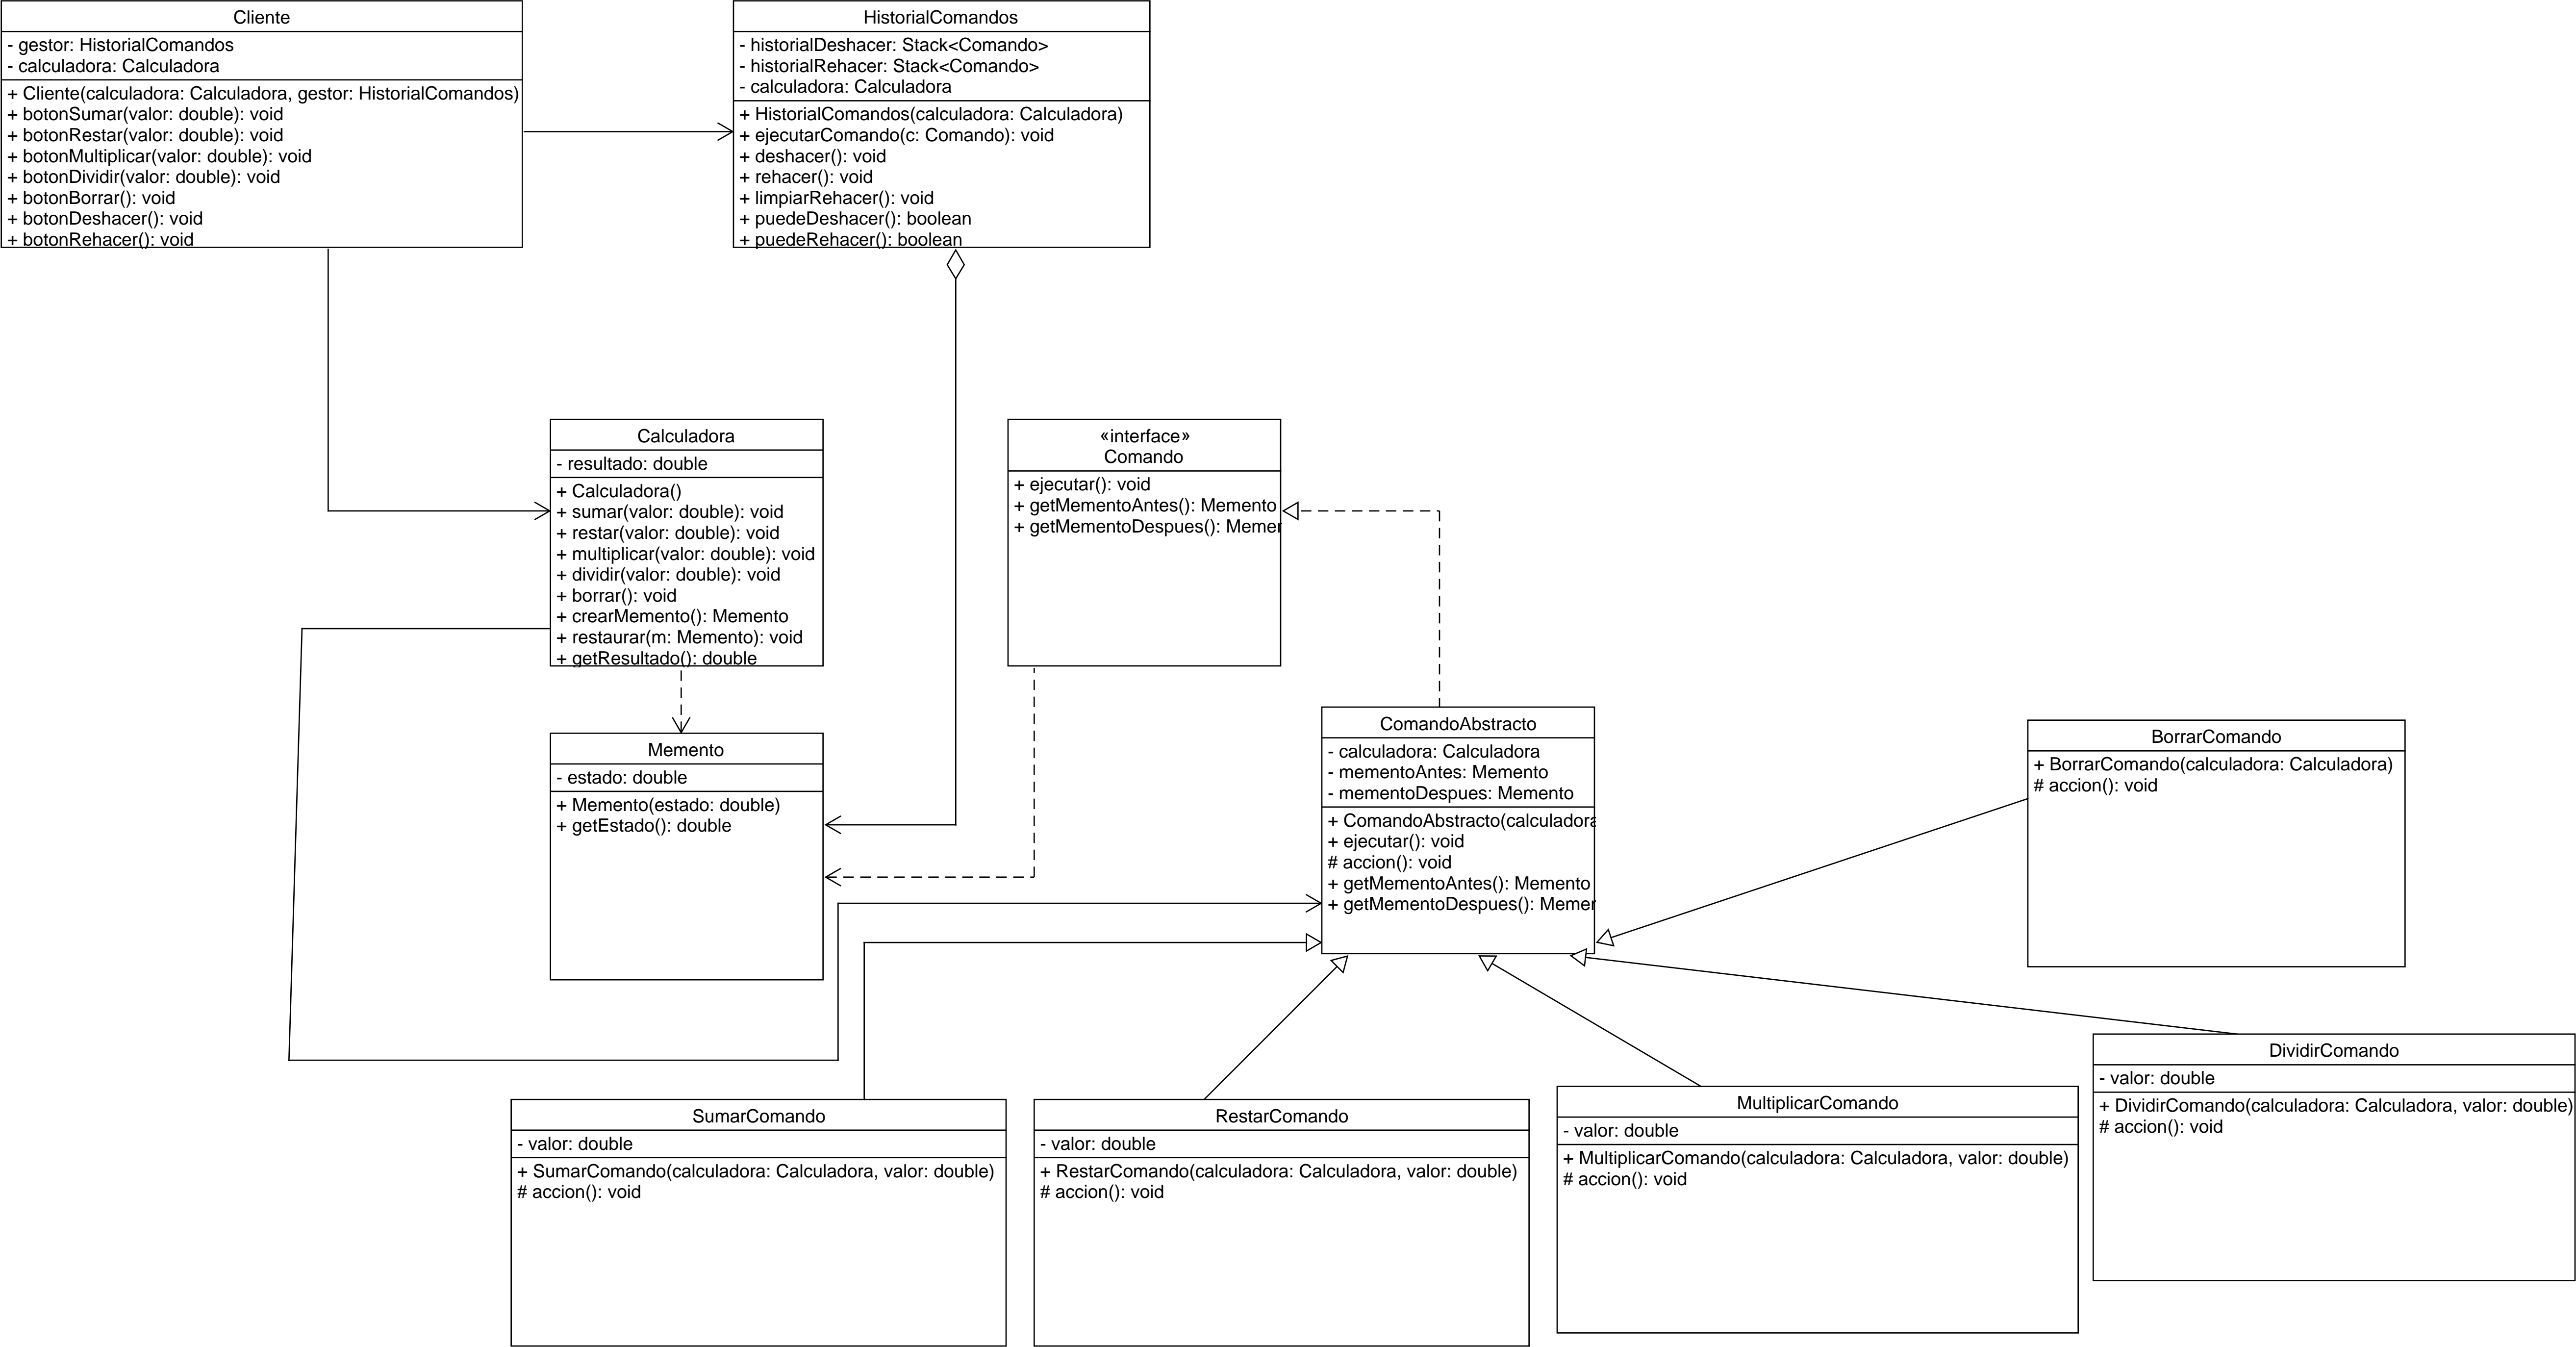 Cliente
- gestor: HistorialComandos
- calculadora: Calculadora
+ Cliente(calculadora: Calculadora, gestor: HistorialComandos)
+ botonSumar(valor: double): void
+ botonRestar(valor: double): void
+ botonMultiplicar(valor: double): void
+ botonDividir(valor: double): void
+ botonBorrar(): void
+ botonDeshacer(): void
+ botonRehacer(): void
HistorialComandos
- historialDeshacer: Stack<Comando>
- historialRehacer: Stack<Comando>
- calculadora: Calculadora
+ HistorialComandos(calculadora: Calculadora)
+ ejecutarComando(c: Comando): void
+ deshacer(): void
+ rehacer(): void
+ limpiarRehacer(): void
+ puedeDeshacer(): boolean
+ puedeRehacer(): boolean
Calculadora
- resultado: double
+ Calculadora()
+ sumar(valor: double): void
+ restar(valor: double): void
+ multiplicar(valor: double): void
+ dividir(valor: double): void
+ borrar(): void
+ crearMemento(): Memento
+ restaurar(m: Memento): void
+ getResultado(): double
«interface»
Comando
+ ejecutar(): void
+ getMementoAntes(): Memento
+ getMementoDespues(): Memer
Memento
- estado: double
+ Memento(estado: double)
+ getEstado(): double
ComandoAbstracto
- calculadora: Calculadora
- mementoAntes: Memento
- mementoDespues: Memento
+ ComandoAbstracto(calculadora
+ ejecutar(): void
# accion(): void
+ getMementoAntes(): Memento
+ getMementoDespues(): Memer
BorrarComando
+ BorrarComando(calculadora: Calculadora)
# accion(): void
SumarComando
- valor: double
+ SumarComando(calculadora: Calculadora, valor: double)
# accion(): void
RestarComando
- valor: double
+ RestarComando(calculadora: Calculadora, valor: double)
# accion(): void
MultiplicarComando
- valor: double
+ MultiplicarComando(calculadora: Calculadora, valor: double)
# accion(): void
DividirComando
- valor: double
+ DividirComando(calculadora: Calculadora, valor: double)
# accion(): void